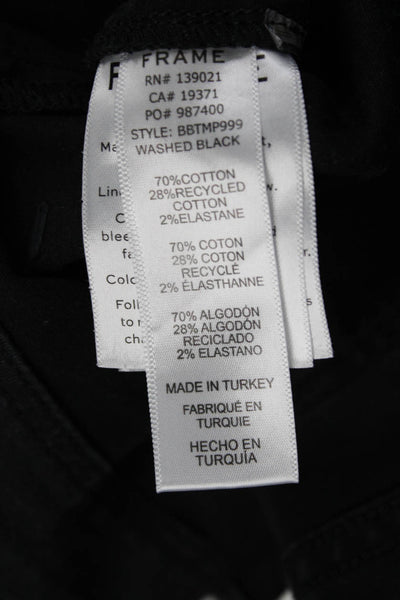 FRAME
RN# 139021
CA# 19371
PO# 987400
STYLE: BBTMP999
WASHED BLACK
70%COTTON
28%RECYCLED
COTTON
2%ELASTANE
70% COTON
28% COTON
RECYCLÉ
2% ÉLASTHANNE
70% ALGODÓN
28% ALGODÓN
RECICLADO
2% ELASTANO
MADE IN TURKEY
FABRIQUÉ EN
TURQUIE
HECHO EN
TURQUÍA